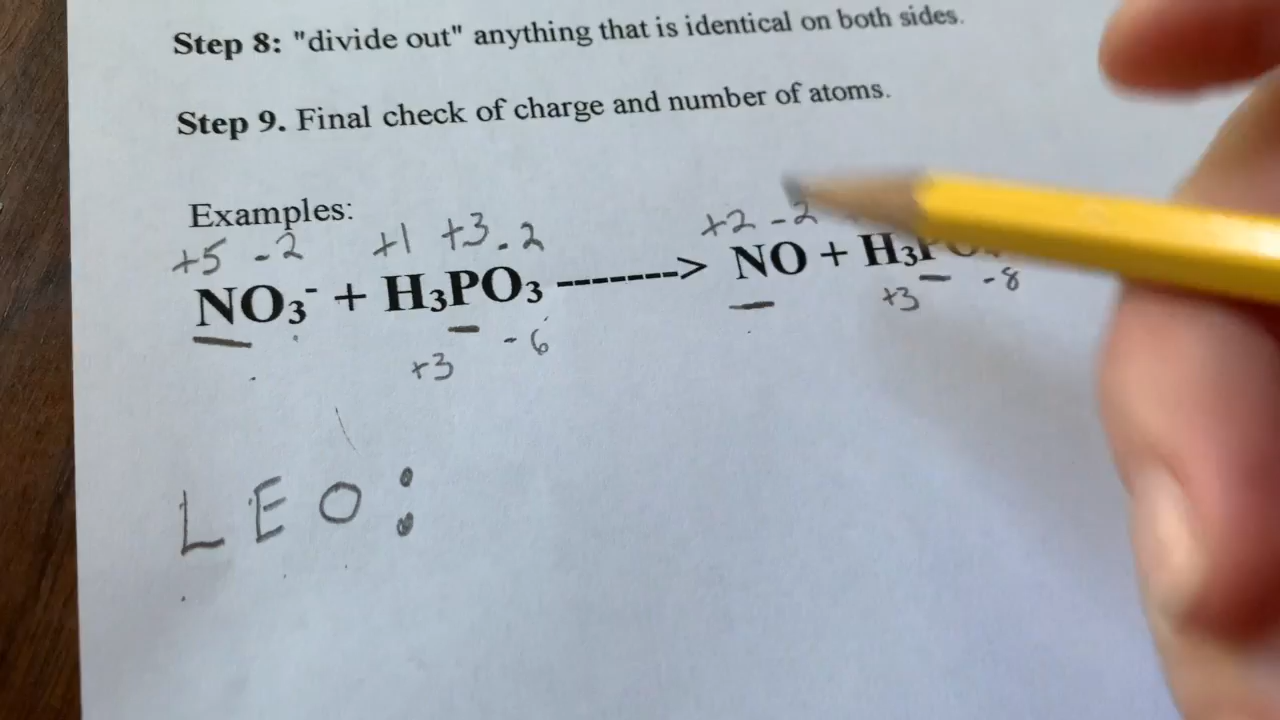 Step 8: "divide out" anything that is identical on both sides.
Step 9. Final check of charge and number of atoms.
Examples:
+5 -2 +1 +3 -2 +2 -2
NO₃⁻ + H₃PO₃ -------> NO + H₃P
+3 -6 +3 -8
LEO: